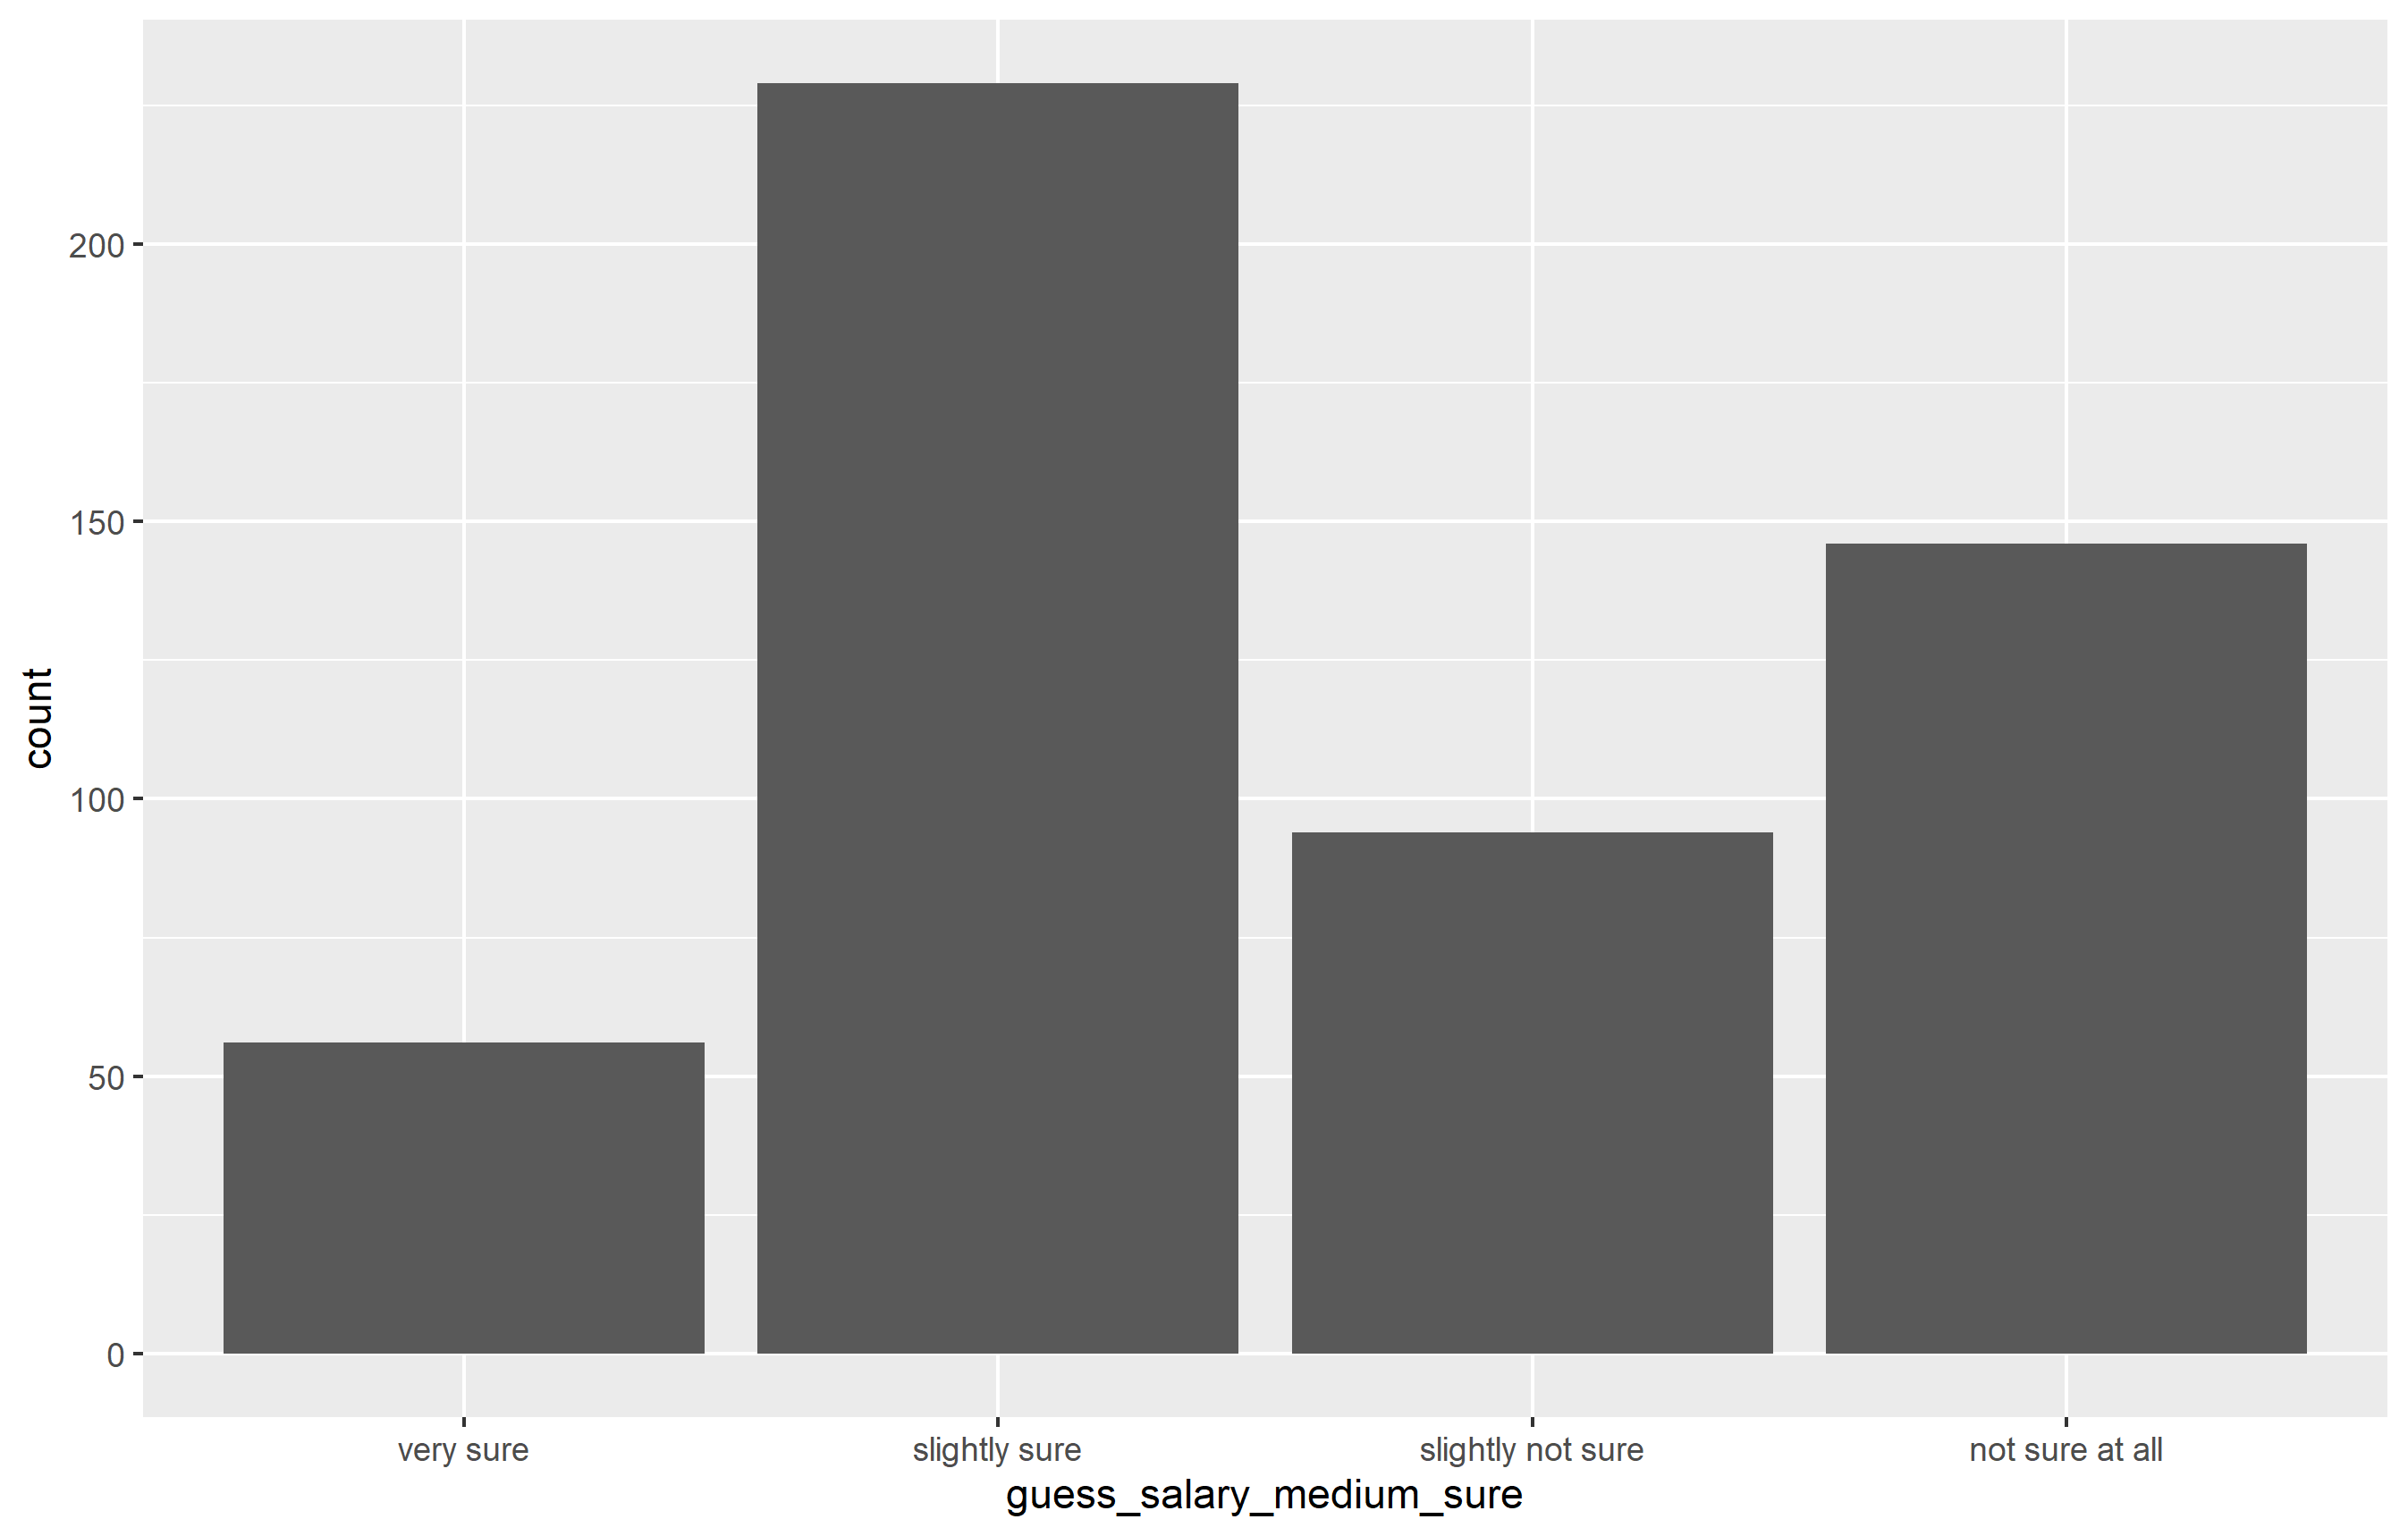 count
200
150
100
50
0
very sure
slightly sure
slightly not sure
not sure at all
guess_salary_medium_sure